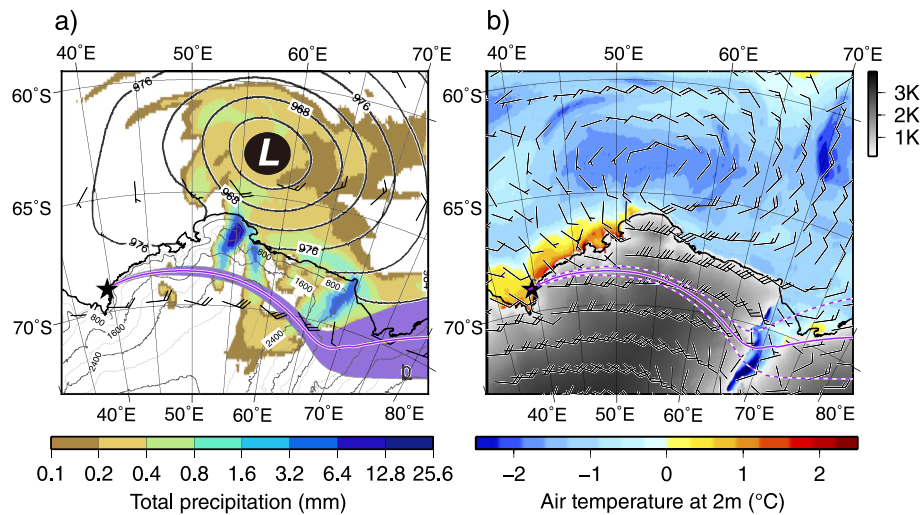 a)
b)
40°E 50°E 60°E 70°E
40°E 50°E 60°E 70°E
60°S
65°S
70°S
60°S
65°S
70°S
976
976
968
L
968
976
976
800
1600
800
800
1600
2400
2400
3K
2K
1K
40°E 50°E 60°E 70°E 80°E
40°E 50°E 60°E 70°E 80°E
0.1 0.2 0.4 0.8 1.6 3.2 6.4 12.8 25.6
Total precipitation (mm)
−2 −1 0 1 2
Air temperature at 2m (°C)